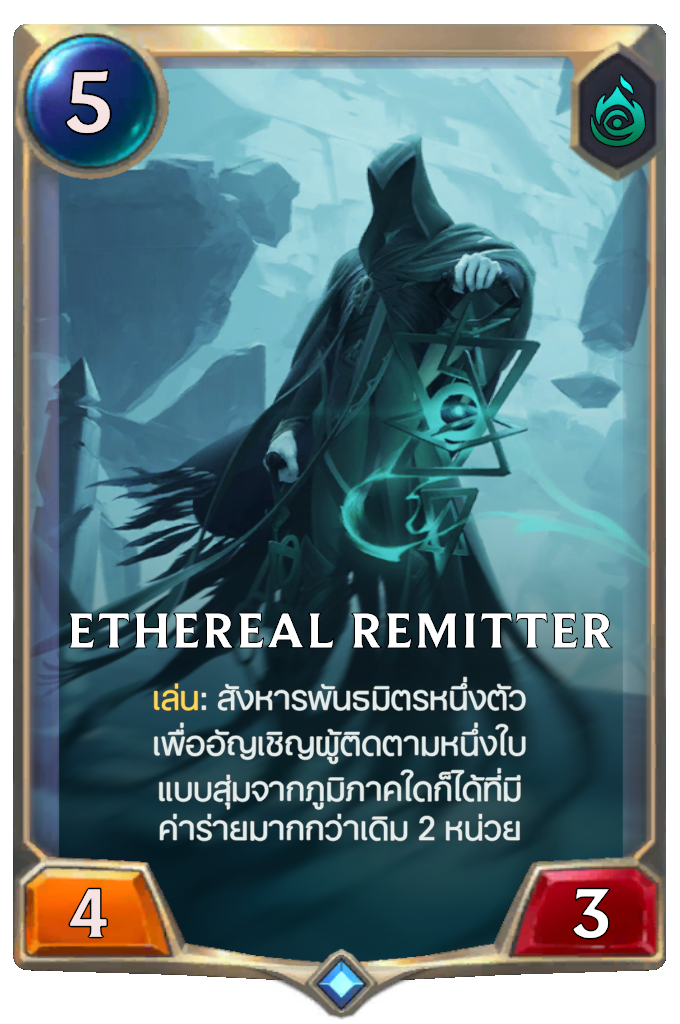 5
ETHEREAL REMITTER
เล่น: สังหารพันธมิตรหนึ่งตัว
เพื่ออัญเชิญผู้ติดตามหนึ่งใบ
แบบสุ่มจากภูมิภาคใดก็ได้ที่มี
ค่าร่ายมากกว่าเดิม 2 หน่วย
4
3